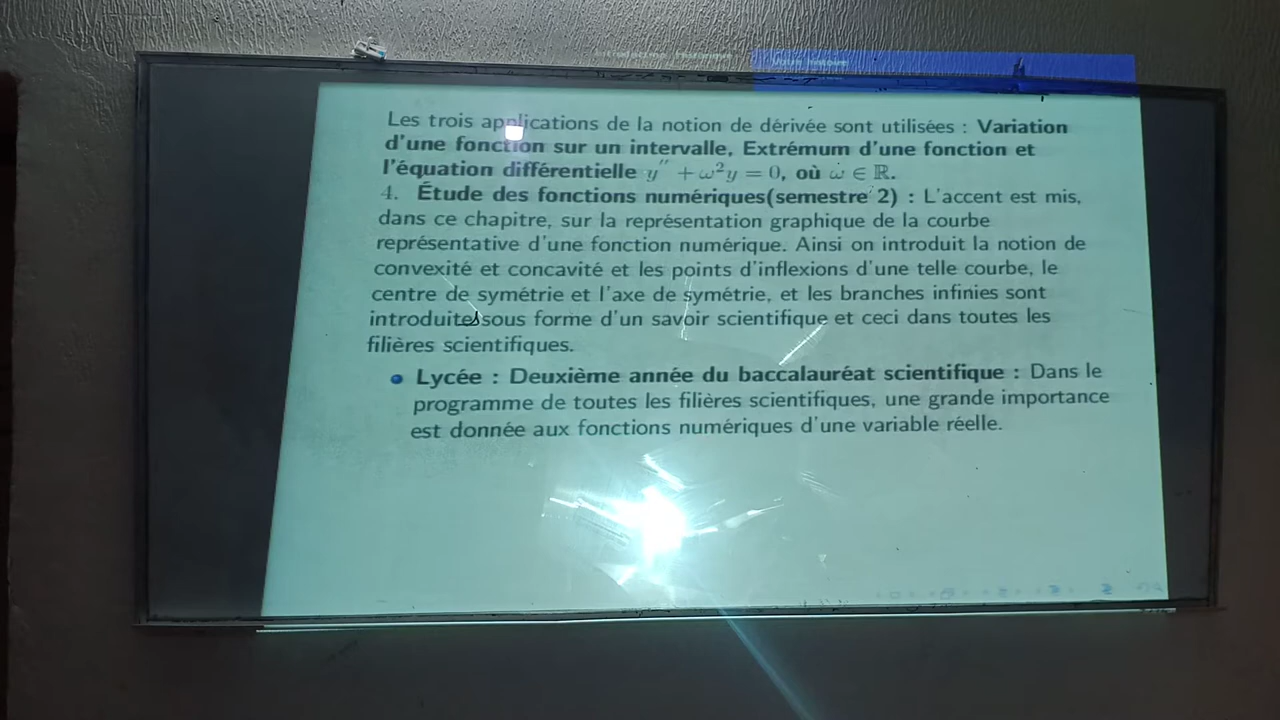 Votre histoire
Les trois applications de la notion de dérivée sont utilisées : Variation
d'une fonction sur un intervalle, Extrémum d'une fonction et
l'équation différentielle y'' + ω²y = 0, où ω ∈ ℝ.
4. Étude des fonctions numériques(semestre 2) : L'accent est mis,
dans ce chapitre, sur la représentation graphique de la courbe
représentative d'une fonction numérique. Ainsi on introduit la notion de
convexité et concavité et les points d'inflexions d'une telle courbe, le
centre de symétrie et l'axe de symétrie, et les branches infinies sont
introduites sous forme d'un savoir scientifique et ceci dans toutes les
filières scientifiques.
Lycée : Deuxième année du baccalauréat scientifique : Dans le
programme de toutes les filières scientifiques, une grande importance
est donnée aux fonctions numériques d'une variable réelle.